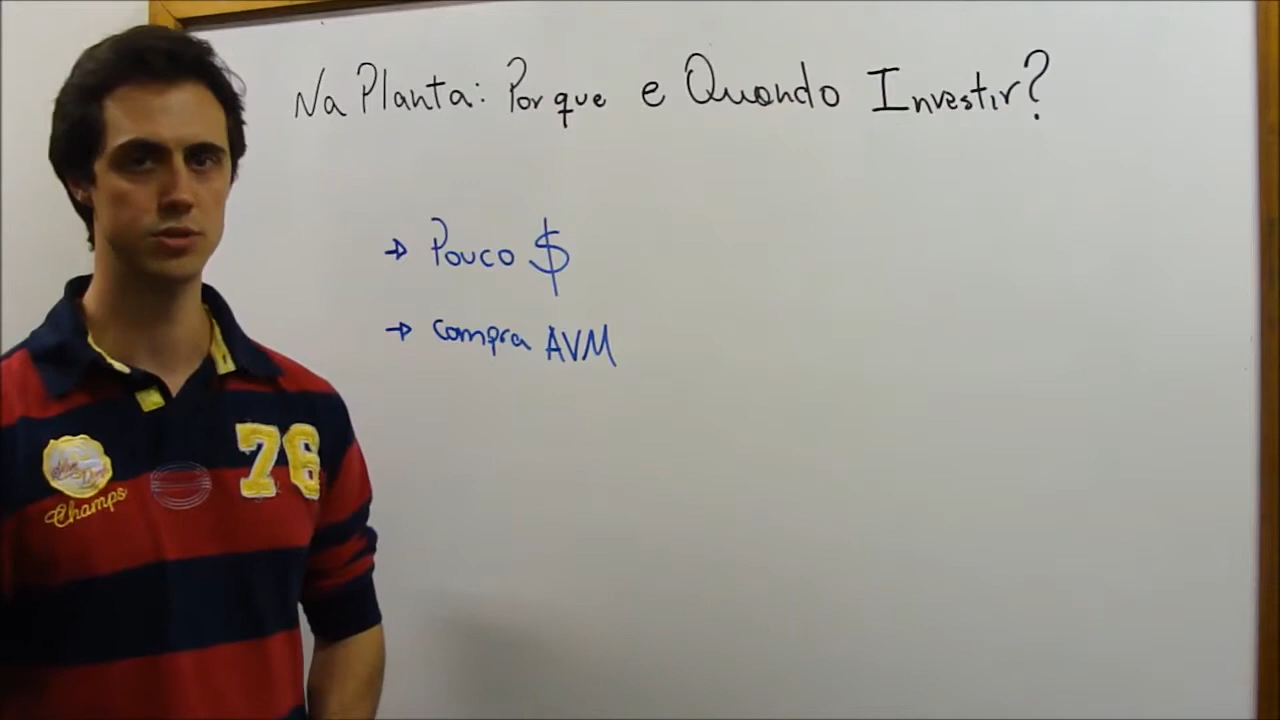 Na Planta: Porque e Quando Investir?
→ Pouco $
→ Compra AVM
76
Champs